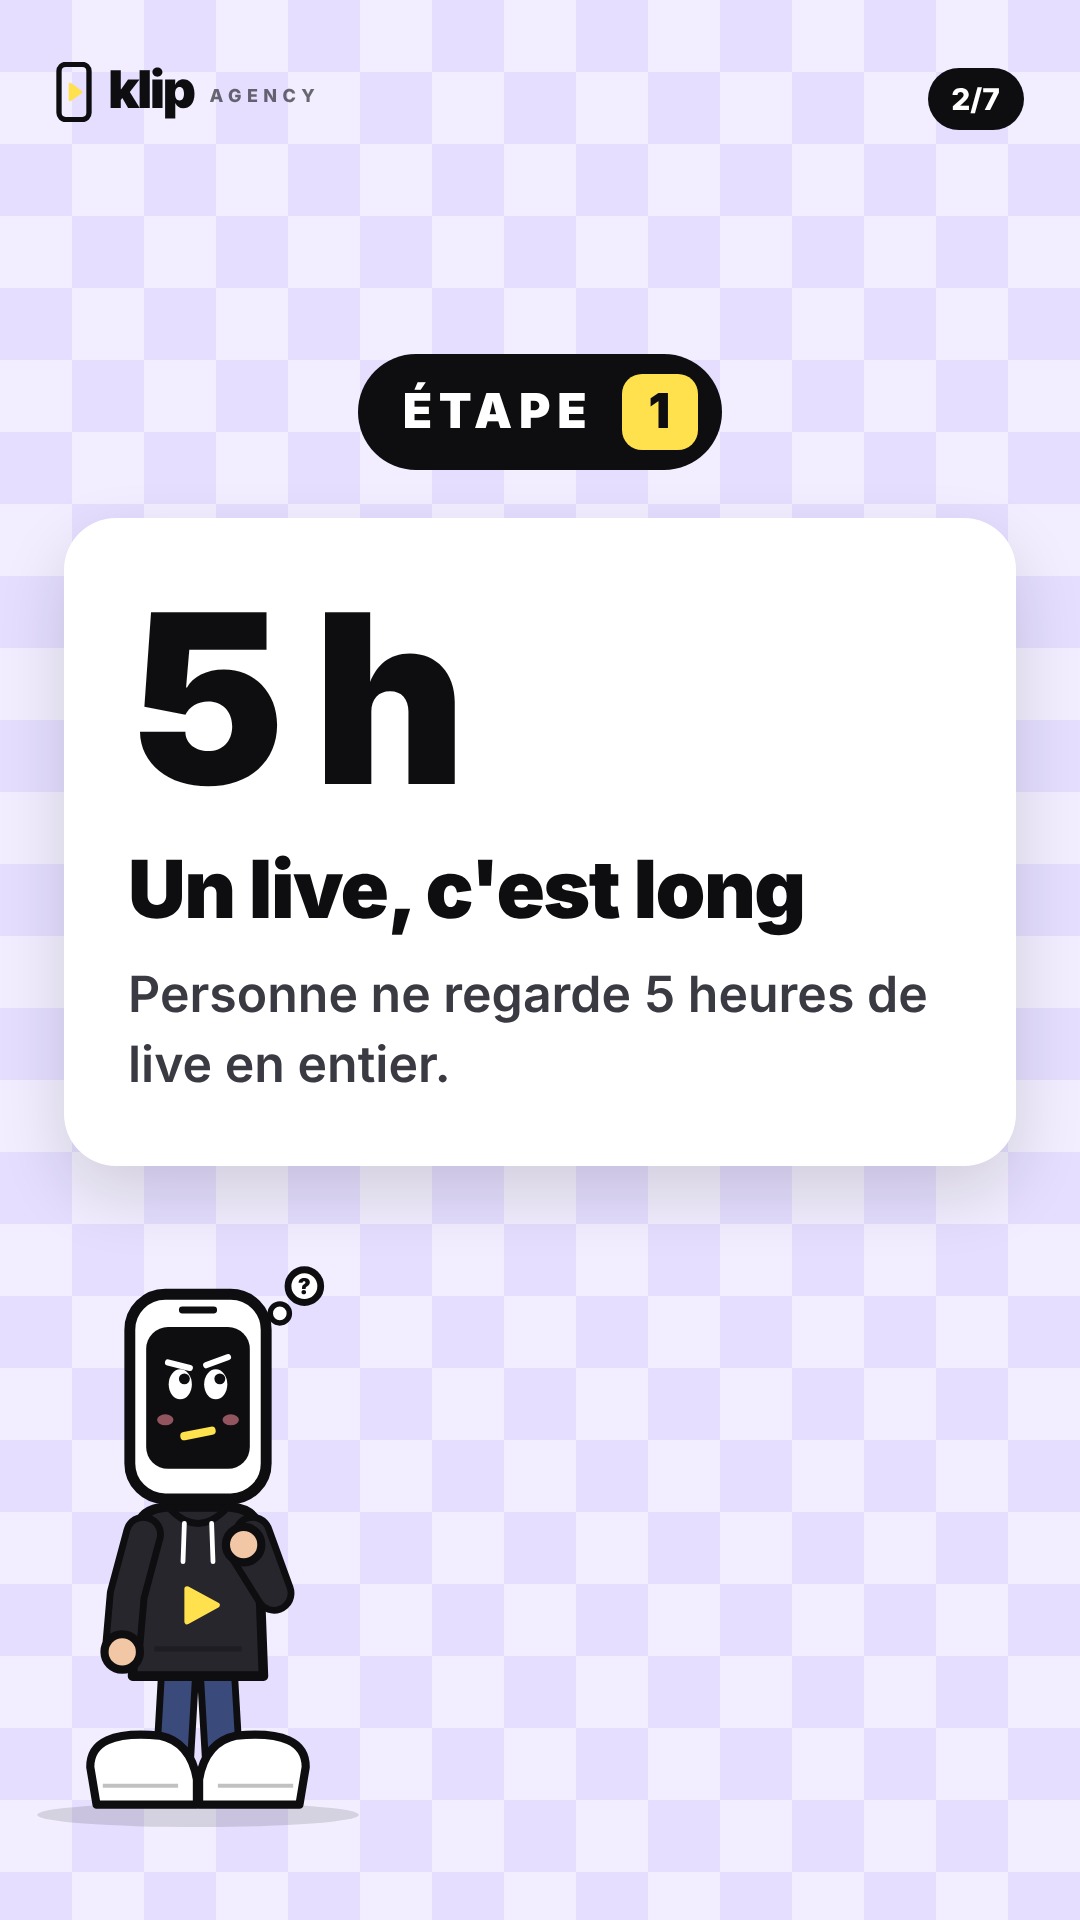 klip AGENCY
2/7
ÉTAPE 1
5 h
Un live, c'est long
Personne ne regarde 5 heures de
live en entier.
?